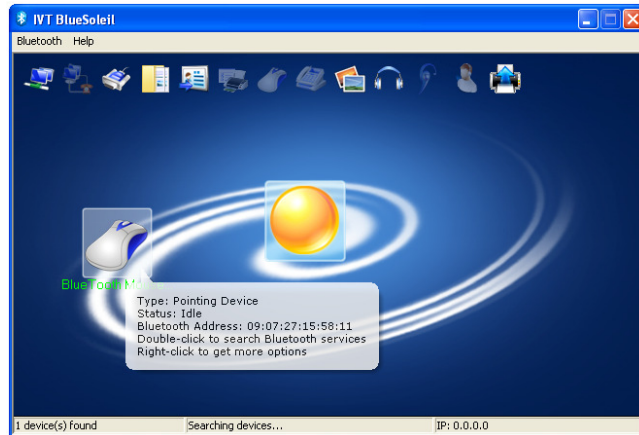 IVT BlueSoleil
Bluetooth Help
BlueTooth Mouse
Type: Pointing Device
Status: Idle
Bluetooth Address: 09:07:27:15:58:11
Double-click to search Bluetooth services
Right-click to get more options
1 device(s) found Searching devices... IP: 0.0.0.0